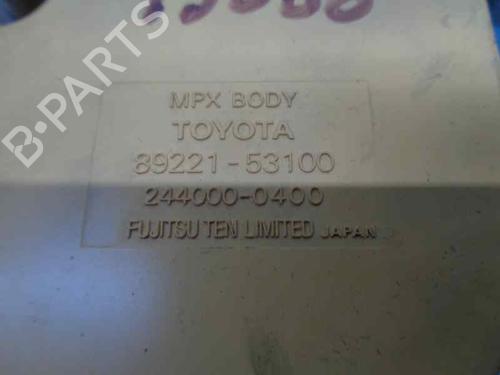 MPX BODY
TOYOTA
89221-53100
244000-0400
FUJITSU TEN LIMITED JAPAN
B-PARTS